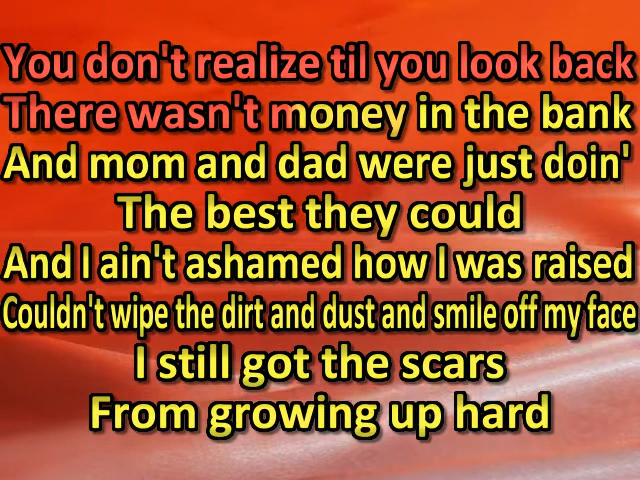 You don't realize til you look back
There wasn't money in the bank
And mom and dad were just doin'
The best they could
And I ain't ashamed how I was raised
Couldn't wipe the dirt and dust and smile off my face
I still got the scars
From growing up hard